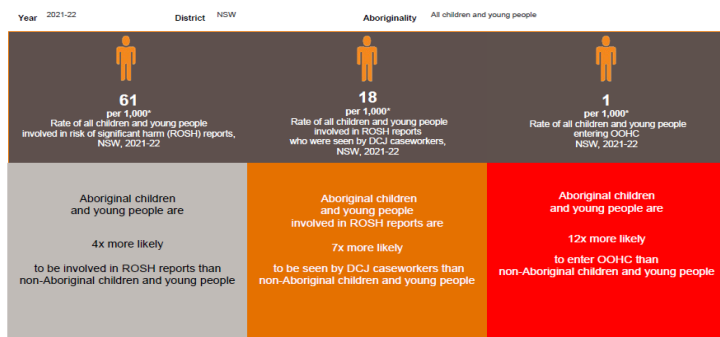 Year 2021-22 District NSW Aboriginality All children and young people
61
per 1,000*
Rate of all children and young people
involved in risk of significant harm (ROSH) reports,
NSW, 2021-22
18
per 1,000*
Rate of all children and young people
involved in ROSH reports
who were seen by DCJ caseworkers,
NSW, 2021-22
1
per 1,000*
Rate of all children and young people
entering OOHC
NSW, 2021-22
Aboriginal children
and young people are
4x more likely
to be involved in ROSH reports than
non-Aboriginal children and young people
Aboriginal children
and young people
involved in ROSH reports are
7x more likely
to be seen by DCJ caseworkers than
non-Aboriginal children and young people
Aboriginal children
and young people are
12x more likely
to enter OOHC than
non-Aboriginal children and young people